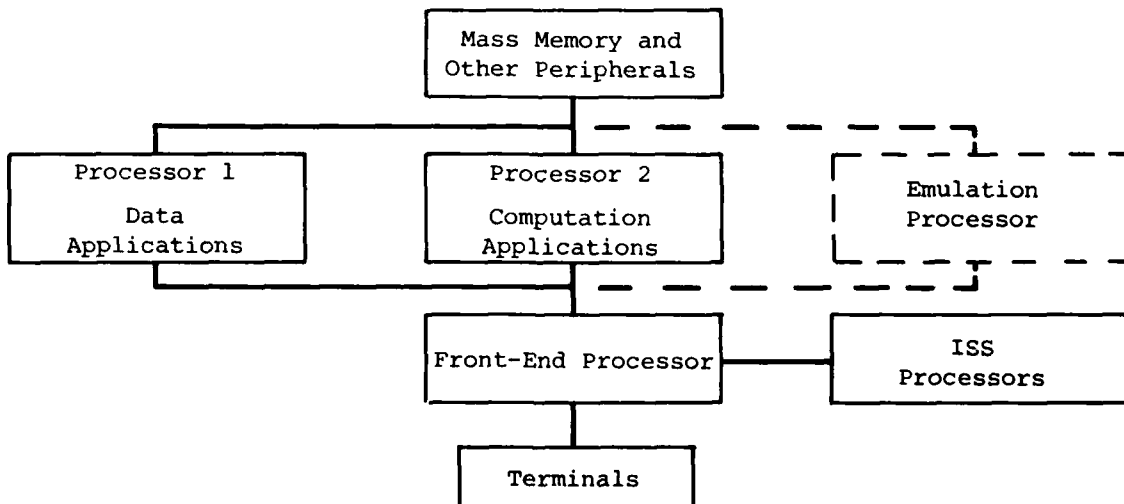 Mass Memory and
Other Peripherals
Processor 1
Data
Applications
Processor 2
Computation
Applications
Emulation
Processor
Front-End Processor
ISS
Processors
Terminals